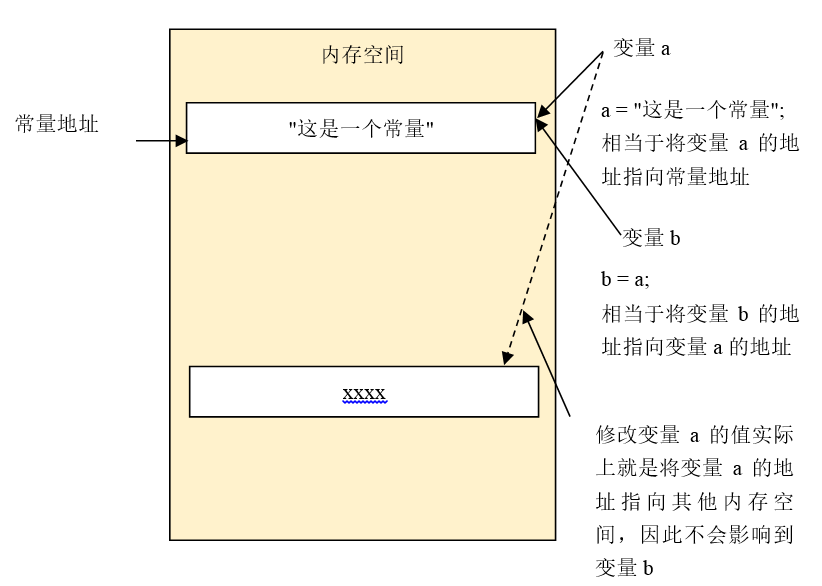 内存空间
变量 a
常量地址
"这是一个常量"
a = "这是一个常量";
相当于将变量 a 的地
址指向常量地址
变量 b
b = a;
相当于将变量 b 的地
址指向变量 a 的地址
xxxx
修改变量 a 的值实际
上就是将变量 a 的地
址指向其他内存空
间，因此不会影响到
变量 b